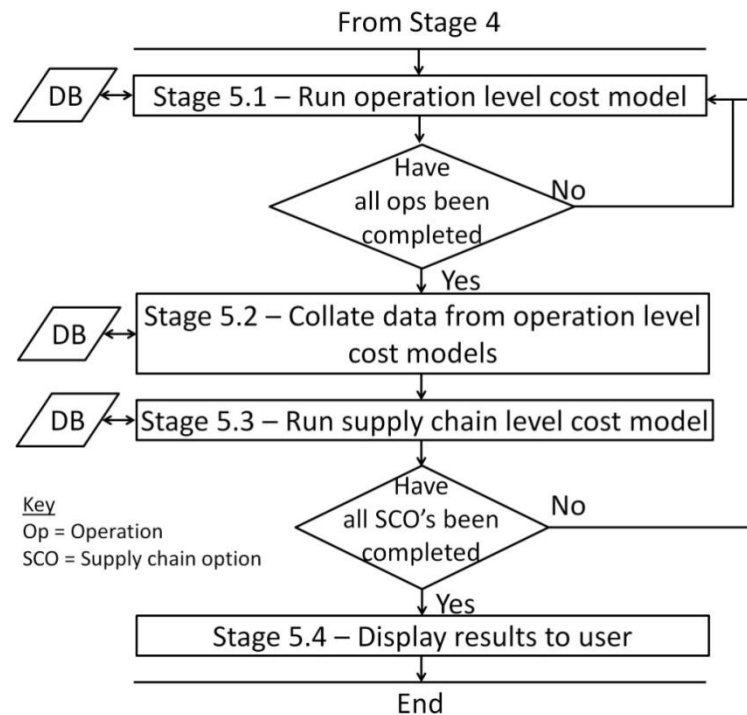 From Stage 4
DB
Stage 5.1 – Run operation level cost model
Have
all ops been
completed
No
Yes
DB
Stage 5.2 – Collate data from operation level
cost models
DB
Stage 5.3 – Run supply chain level cost model
Have
all SCO's been
completed
No
Key
Op = Operation
SCO = Supply chain option
Yes
Stage 5.4 – Display results to user
End